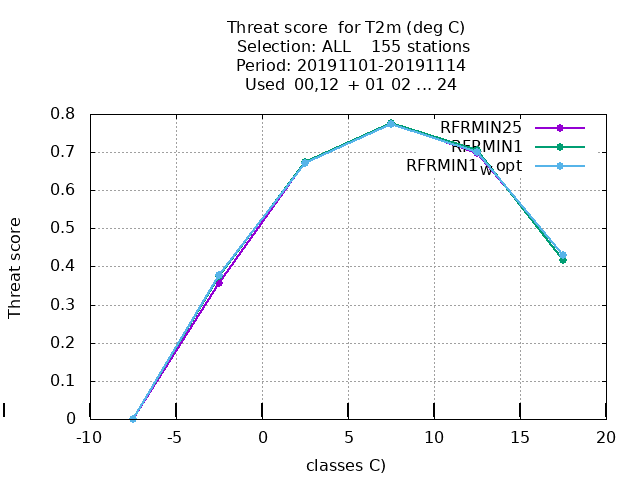 Threat score for T2m (deg C)
Selection: ALL 155 stations
Period: 20191101-20191114
Used 00,12 + 01 02 ... 24
0.8
0.7
0.6
0.5
0.4
0.3
0.2
0.1
0
Threat score
RFRMIN25
RFRMIN1
RFRMIN1wopt
-10
-5
0
5
10
15
20
classes C)